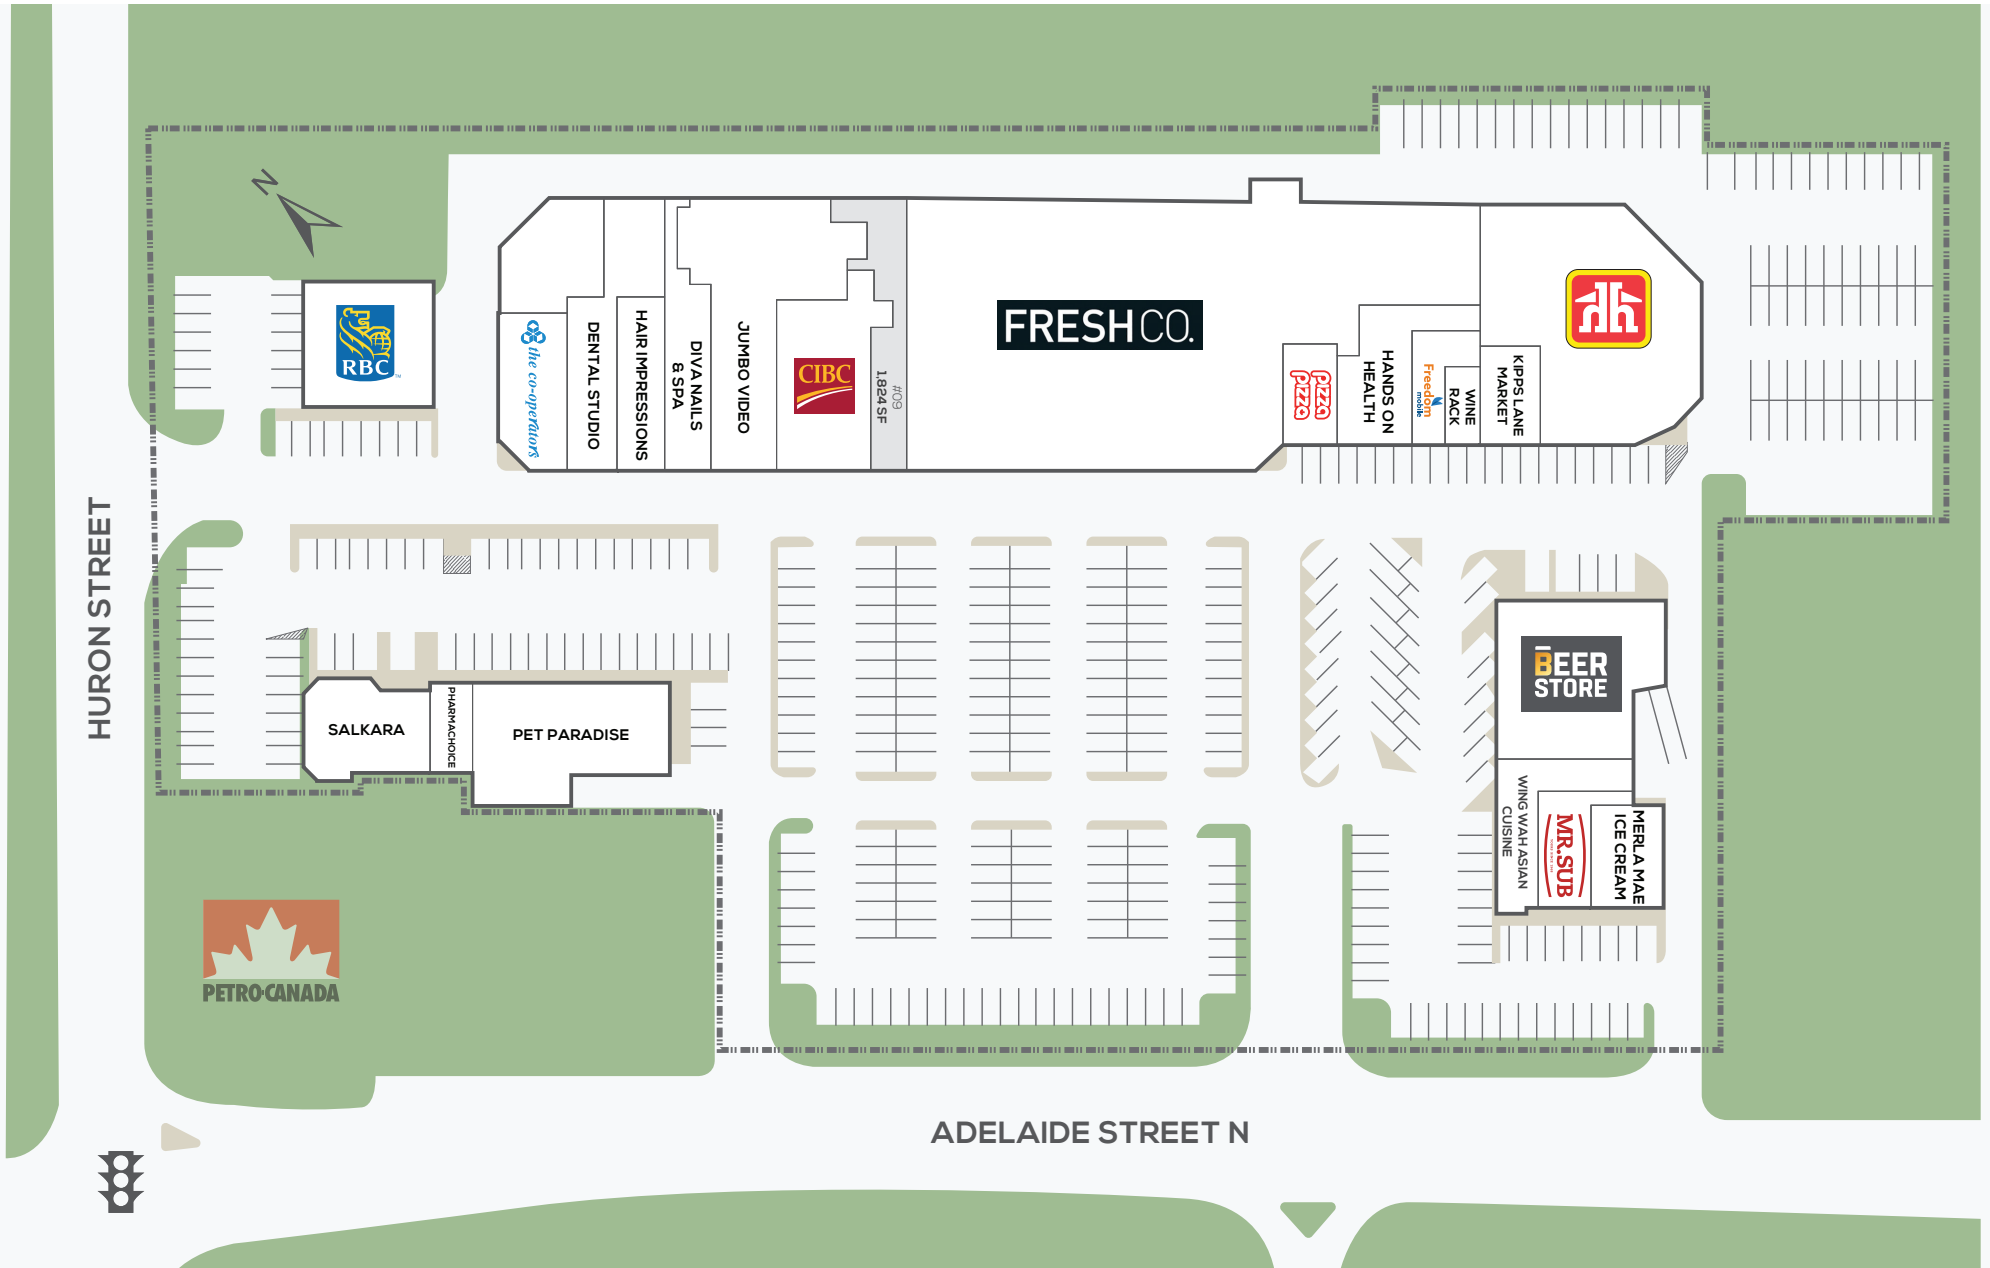 N
RBC
the co-operators
DENTAL STUDIO
HAIR IMPRESSIONS
DIVA NAILS
& SPA
JUMBO VIDEO
CIBC
#09
1,824 SF
FRESHCO.
pizza
pizza
HANDS ON
HEALTH
Freedom
mobile
WINE
RACK
KIPPS LANE
MARKET
hh
HURON STREET
SALKARA
PHARMACHOICE
PET PARADISE
BEER
STORE
WING WAH ASIAN
CUISINE
MR.SUB
MERLA MAE
ICE CREAM
PETRO-CANADA
ADELAIDE STREET N